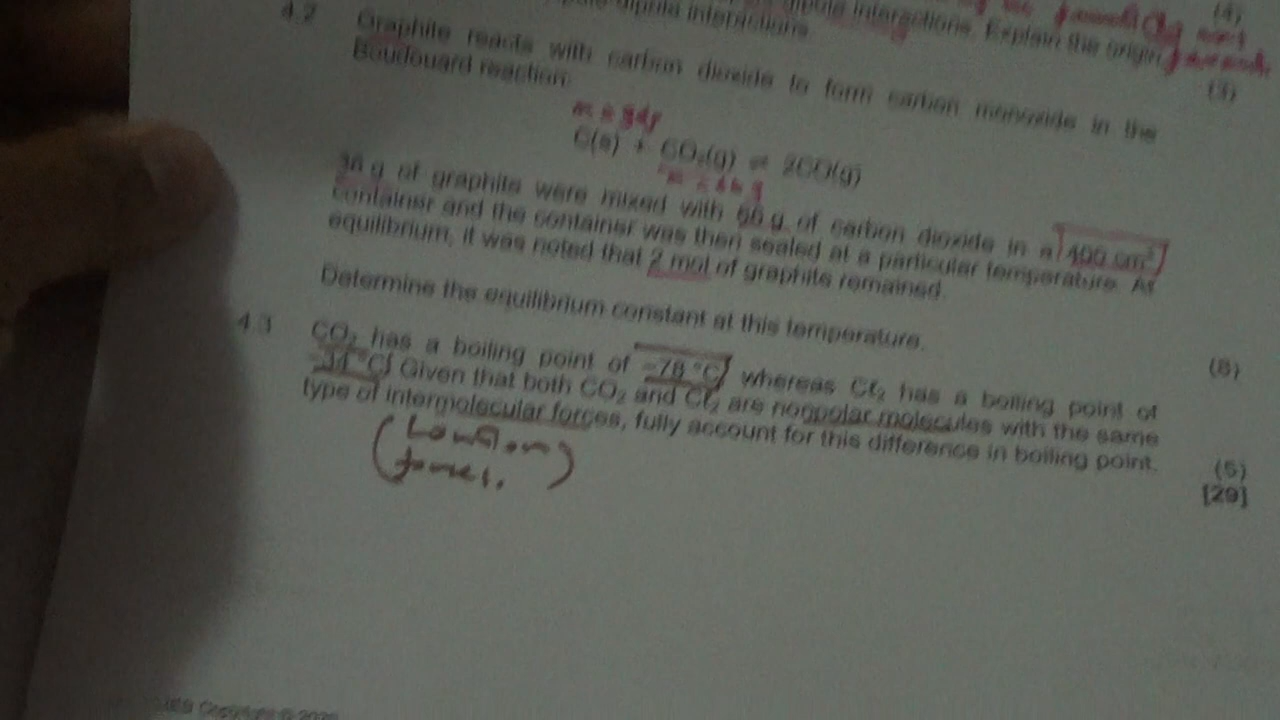 dipole interactions. Explain the origin
(4)
dipole-dipole interactions.
(3)
4.2 Graphite reacts with carbon dioxide to form carbon monoxide in the
Boudouard reaction:
C(s) + CO₂(g) ⇌ 2CO(g)
36 g of graphite were mixed with 66 g of carbon dioxide in a 400 cm³
container and the container was then sealed at a particular temperature. At
equilibrium, it was noted that 2 mol of graphite remained.
Determine the equilibrium constant at this temperature.
(8)
4.3 CO₂ has a boiling point of −78 °C, whereas Cℓ₂ has a boiling point of
−34 °C. Given that both CO₂ and Cℓ₂ are nonpolar molecules with the same
type of intermolecular forces, fully account for this difference in boiling point.
(5)
[29]
(London
forces.)